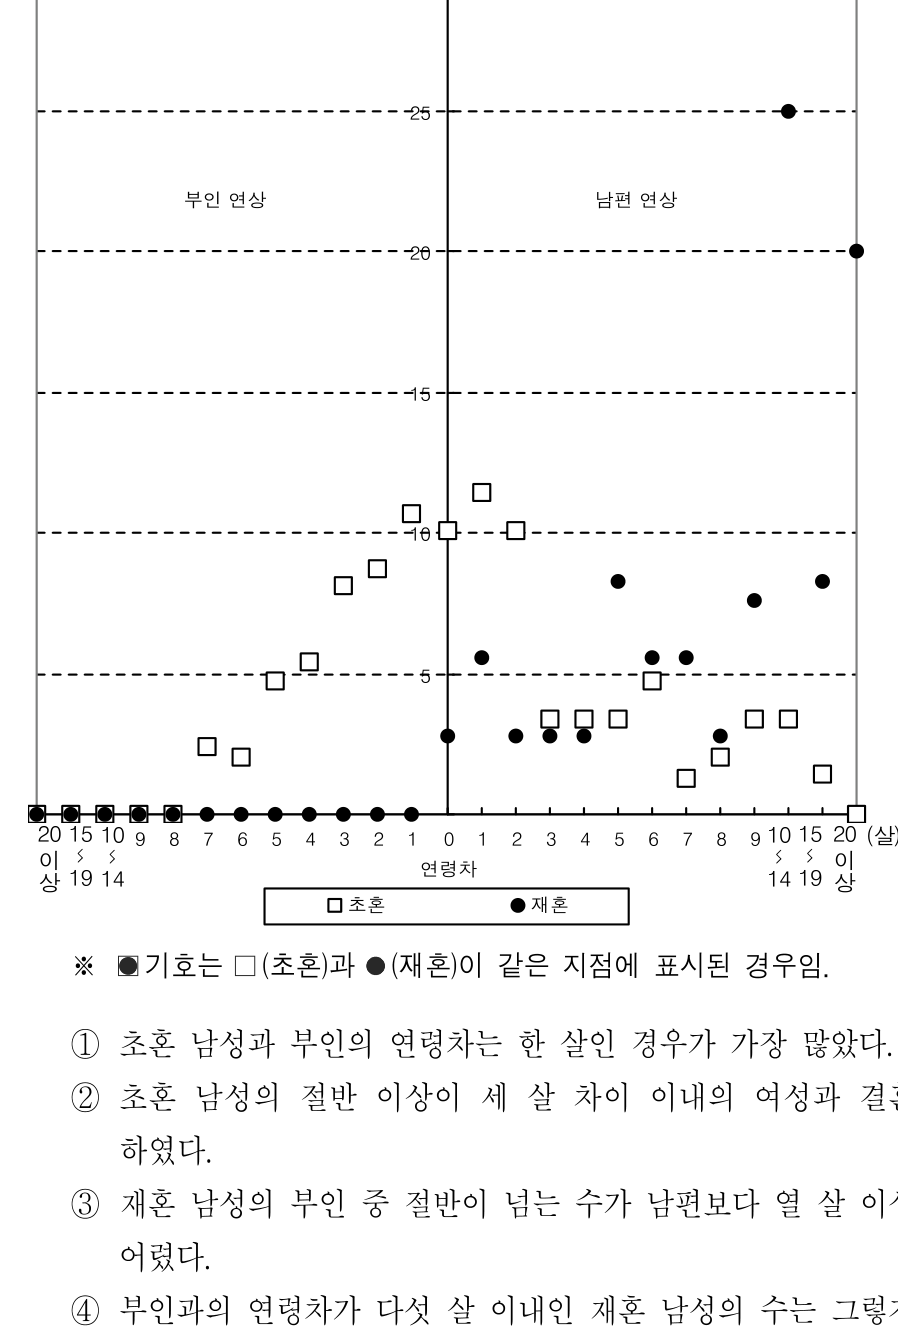 25
부인 연상 남편 연상
20
15
10
5
20 15 10 9 8 7 6 5 4 3 2 1 0 1 2 3 4 5 6 7 8 9 10 15 20 (살)
이 ~ ~ ~ ~ 이
상 19 14 14 19 상
연령차
□ 초혼 ● 재혼
※ ▣ 기호는 □(초혼)과 ●(재혼)이 같은 지점에 표시된 경우임.
① 초혼 남성과 부인의 연령차는 한 살인 경우가 가장 많았다.
② 초혼 남성의 절반 이상이 세 살 차이 이내의 여성과 결혼
하였다.
③ 재혼 남성의 부인 중 절반이 넘는 수가 남편보다 열 살
어렸다.
④ 부인과의 연령차가 다섯 살 이내인 재혼 남성의 수는